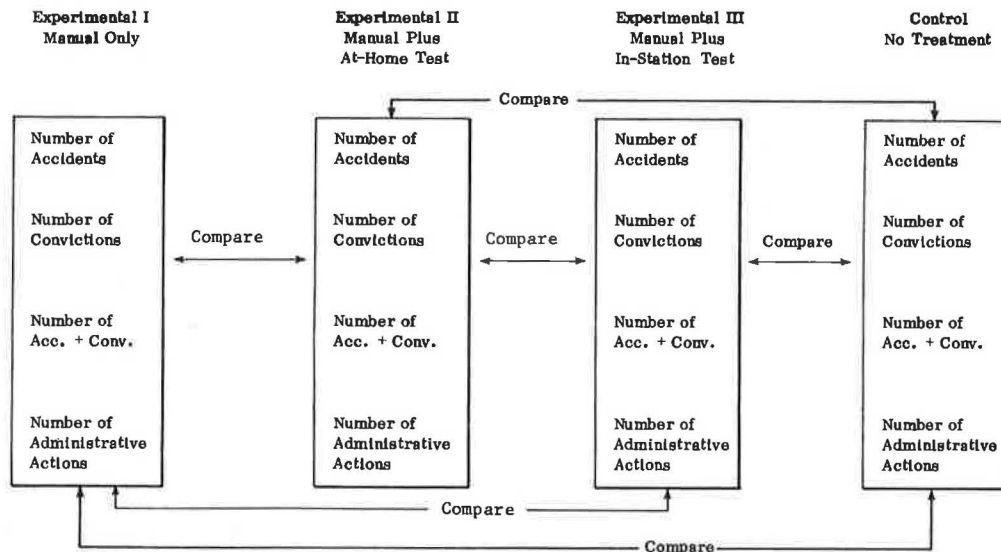 Experimental I
Manual Only
Experimental II
Manual Plus
At-Home Test
Experimental III
Manual Plus
In-Station Test
Control
No Treatment
Compare
Number of
Accidents
Number of
Convictions
Number of
Acc. + Conv.
Number of
Administrative
Actions
Compare
Number of
Accidents
Number of
Convictions
Number of
Acc. + Conv.
Number of
Administrative
Actions
Compare
Number of
Accidents
Number of
Convictions
Number of
Acc. + Conv.
Number of
Administrative
Actions
Compare
Number of
Accidents
Number of
Convictions
Number of
Acc. + Conv.
Number of
Administrative
Actions
Compare
Compare